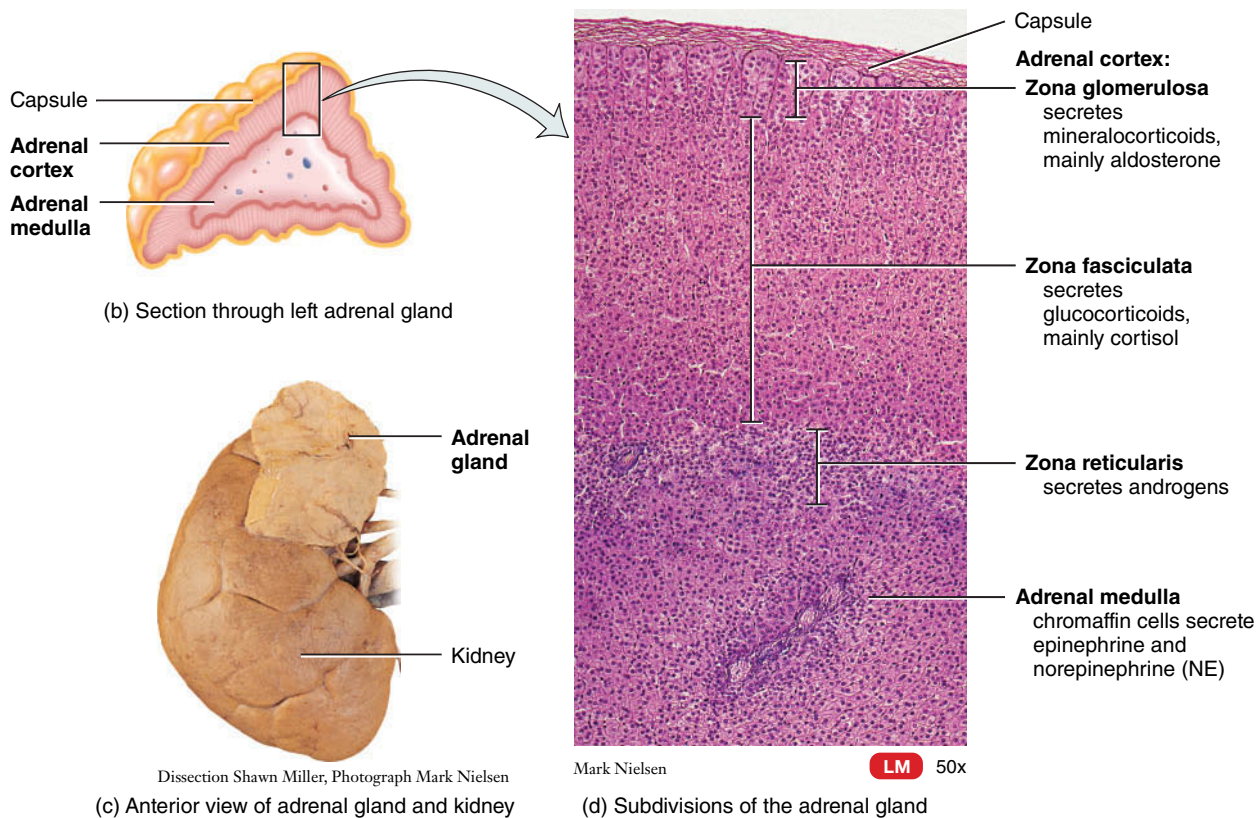 Capsule
Adrenal
cortex
Adrenal
medulla
(b) Section through left adrenal gland
Adrenal
gland
Kidney
Dissection Shawn Miller, Photograph Mark Nielsen
(c) Anterior view of adrenal gland and kidney
Capsule
Adrenal cortex:
Zona glomerulosa
secretes
mineralocorticoids,
mainly aldosterone
Zona fasciculata
secretes
glucocorticoids,
mainly cortisol
Zona reticularis
secretes androgens
Adrenal medulla
chromaffin cells secrete
epinephrine and
norepinephrine (NE)
Mark Nielsen
LM 50x
(d) Subdivisions of the adrenal gland